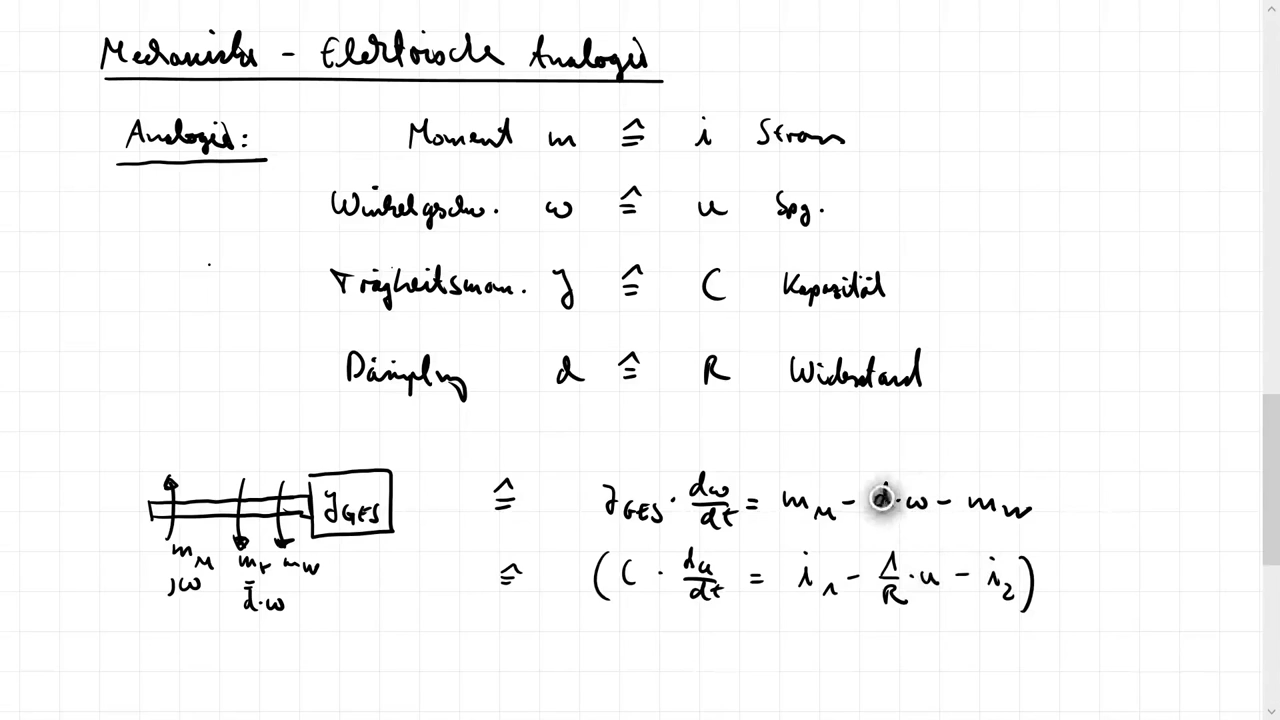 Mechanische - Elektrische Analogie
Analogie: Moment m ≙ i Strom
Winkelgeschw. ω ≙ u Spg.
Trägheitsmom. J ≙ C Kapazität
Dämpfung d ≙ R Widerstand
J_GES ≙ J_GES · dω/dt = m_M - d · ω - m_W
m_M m_r m_W ≙ (C · du/dt = i_1 - 1/R · u - i_2)
, ω = d · ω